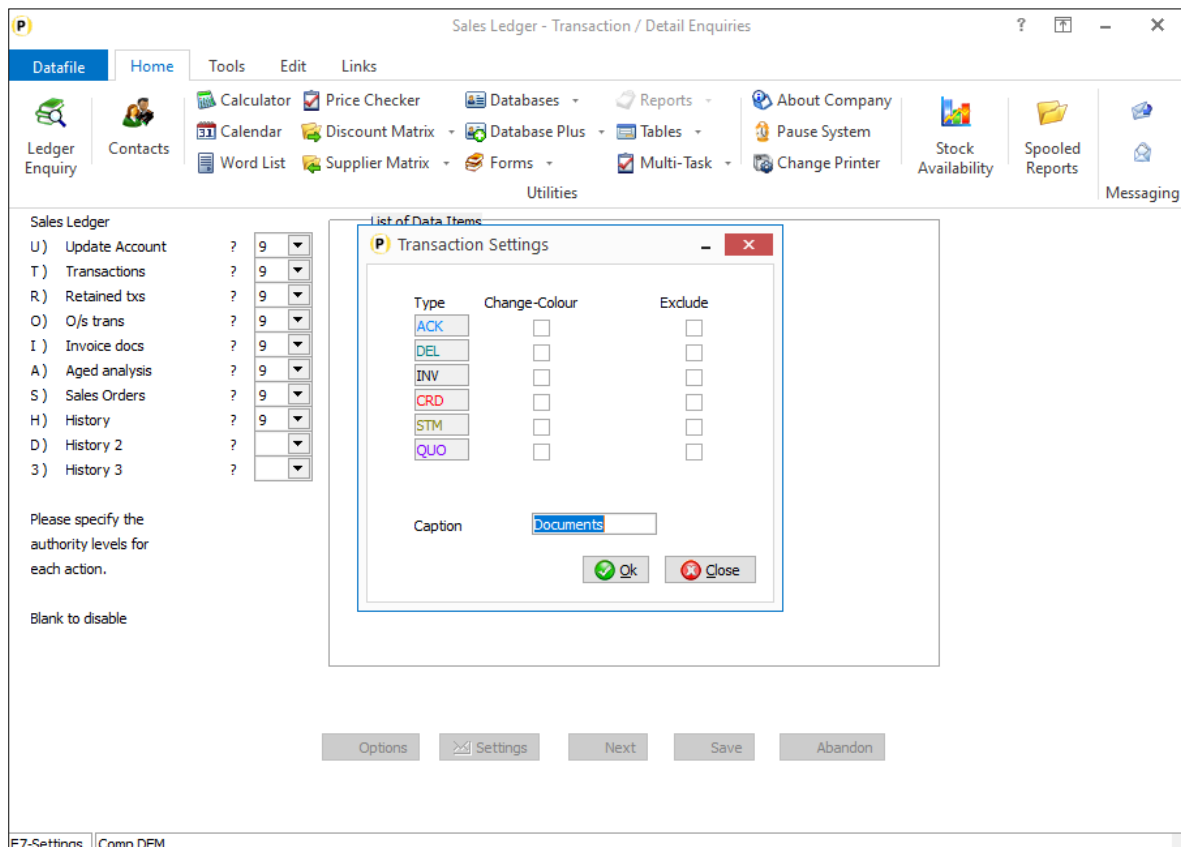 P Sales Ledger - Transaction / Detail Enquiries ?
Datafile Home Tools Edit Links
Ledger Enquiry
Contacts
Calculator Price Checker Databases Reports About Company
31 Calendar Discount Matrix Database Plus Tables Pause System
Word List Supplier Matrix Forms Multi-Task Change Printer
Stock Availability
Spooled Reports
Utilities
Messaging
Sales Ledger
U) Update Account ? 9
T) Transactions ? 9
R) Retained txs ? 9
O) O/s trans ? 9
I ) Invoice docs ? 9
A) Aged analysis ? 9
S) Sales Orders ? 9
H) History ? 9
D) History 2 ?
3) History 3 ?
Please specify the
authority levels for
each action.
Blank to disable
List of Data Items
P Transaction Settings
Type Change-Colour Exclude
ACK
DEL
INV
CRD
STM
QUO
Caption Documents
Ok Close
Options Settings Next Save Abandon
F7-Settings Comp DEM